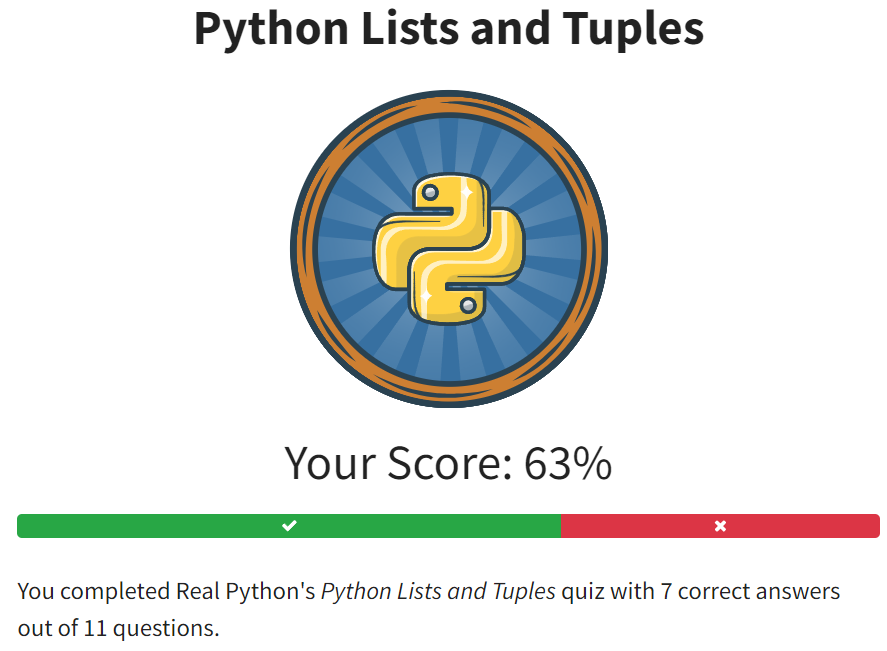 Python Lists and Tuples
Your Score: 63%
You completed Real Python's Python Lists and Tuples quiz with 7 correct answers
out of 11 questions.